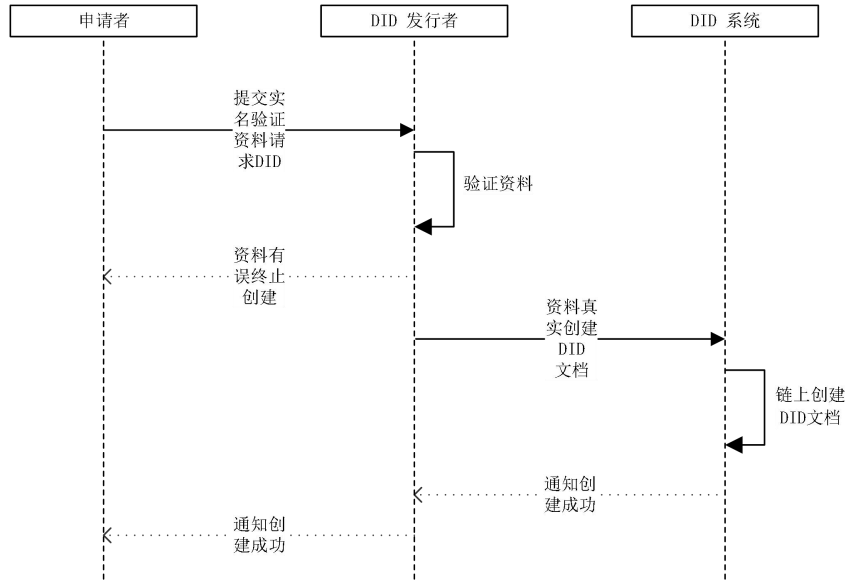 申请者
DID 发行者
DID 系统
提交实
名验证
资料请
求DID
验证资料
资料有
误终止
创建
资料真
实创建
DID
文档
链上创建
DID文档
通知创
建成功
通知创
建成功